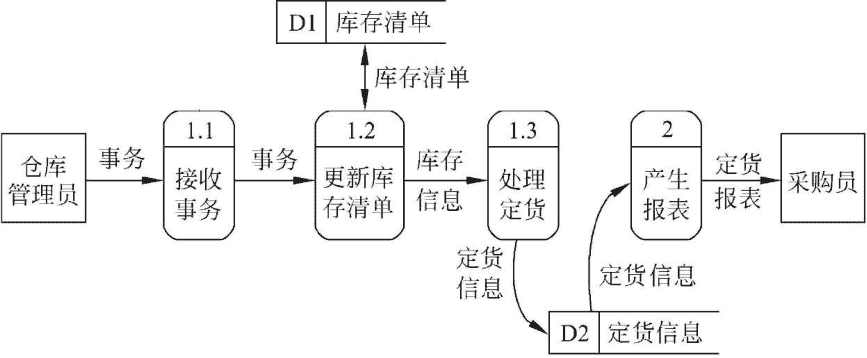 D1 库存清单
库存清单
仓库
管理员
事务
1.1
接收
事务
事务
1.2
更新库
存清单
库存
信息
1.3
处理
定货
定货
信息
2
产生
报表
定货
报表
采购员
定货信息
D2 定货信息